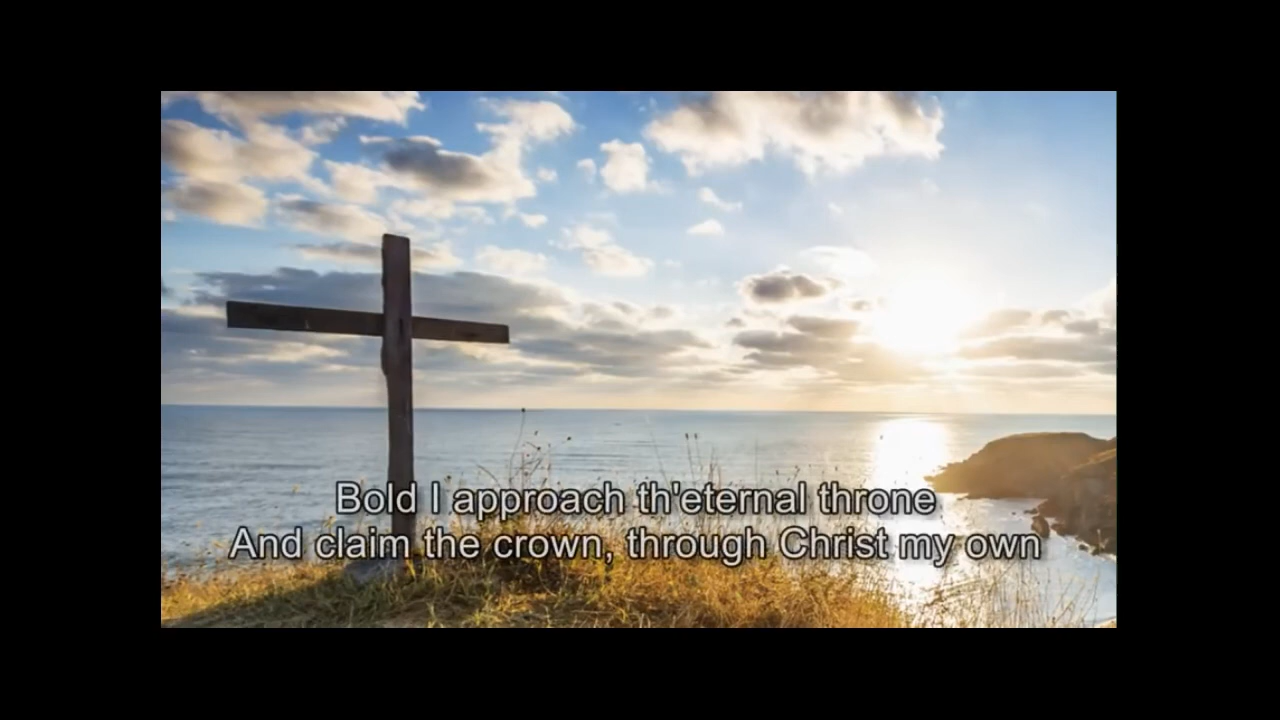 Bold I approach th'eternal throne
And claim the crown, through Christ my own